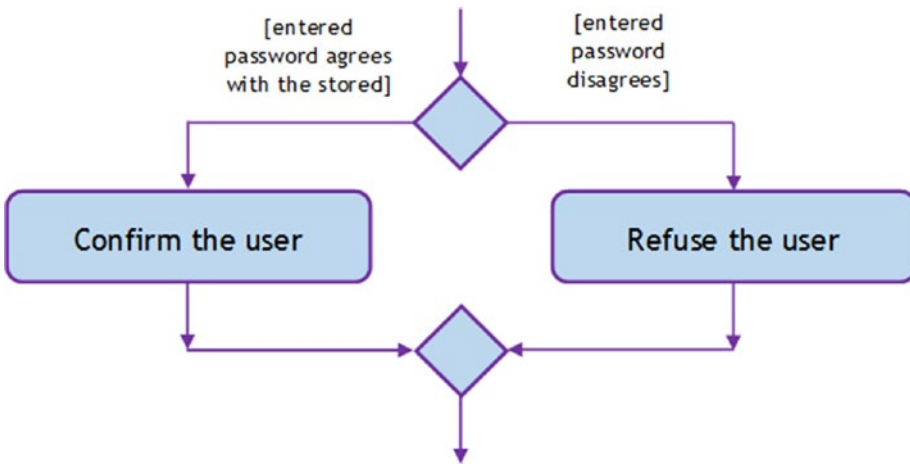 [entered
password agrees
with the stored]
[entered
password
disagrees]
Confirm the user
Refuse the user